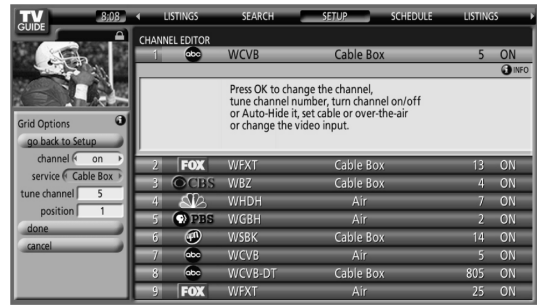 TV GUIDE 8:08 LISTINGS SEARCH SETUP SCHEDULE LISTINGS
CHANNEL EDITOR
1 abc WCVB Cable Box 5 ON
i INFO
Press OK to change the channel,
tune channel number, turn channel on/off
or Auto-Hide it, set cable or over-the-air
or change the video input.
Grid Options i
go back to Setup
channel on
service Cable Box
tune channel 5
position 1
done
cancel
2 FOX WFXT Cable Box 13 ON
3 CBS WBZ Cable Box 4 ON
4 WHDH Air 7 ON
5 PBS WGBH Air 2 ON
6 WSBK Cable Box 14 ON
7 abc WCVB Air 5 ON
8 abc WCVB-DT Cable Box 805 ON
9 FOX WFXT Air 25 ON